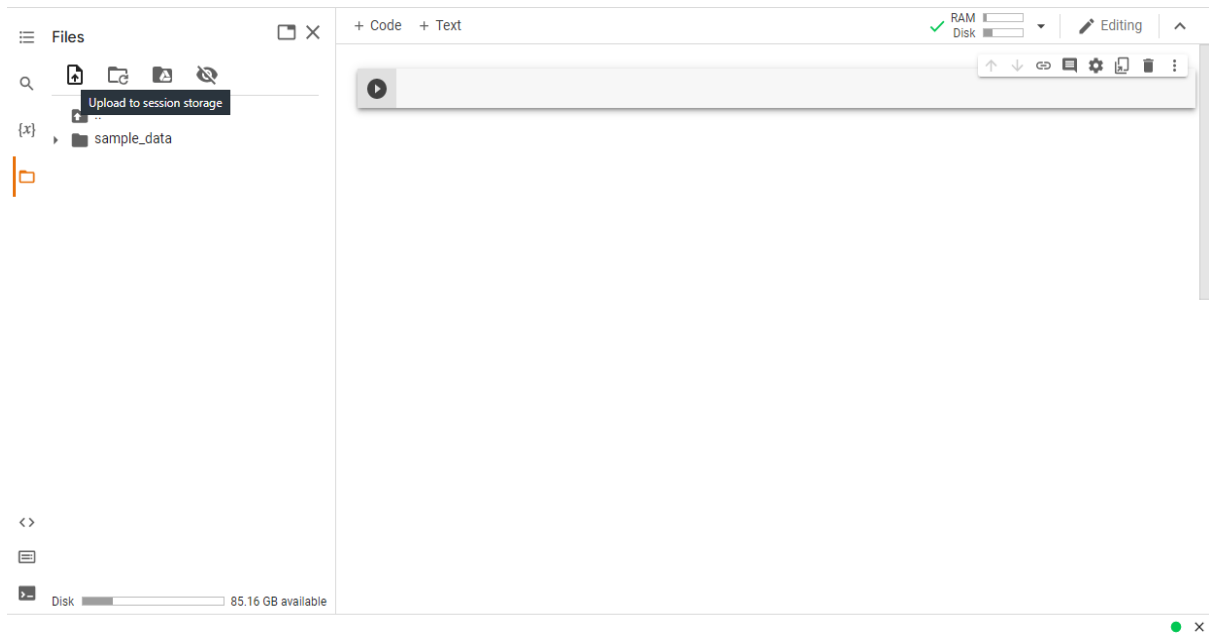 Files
+ Code + Text
RAM
Disk
Editing
Upload to session storage
..
{x}
sample_data
<>
Disk
85.16 GB available